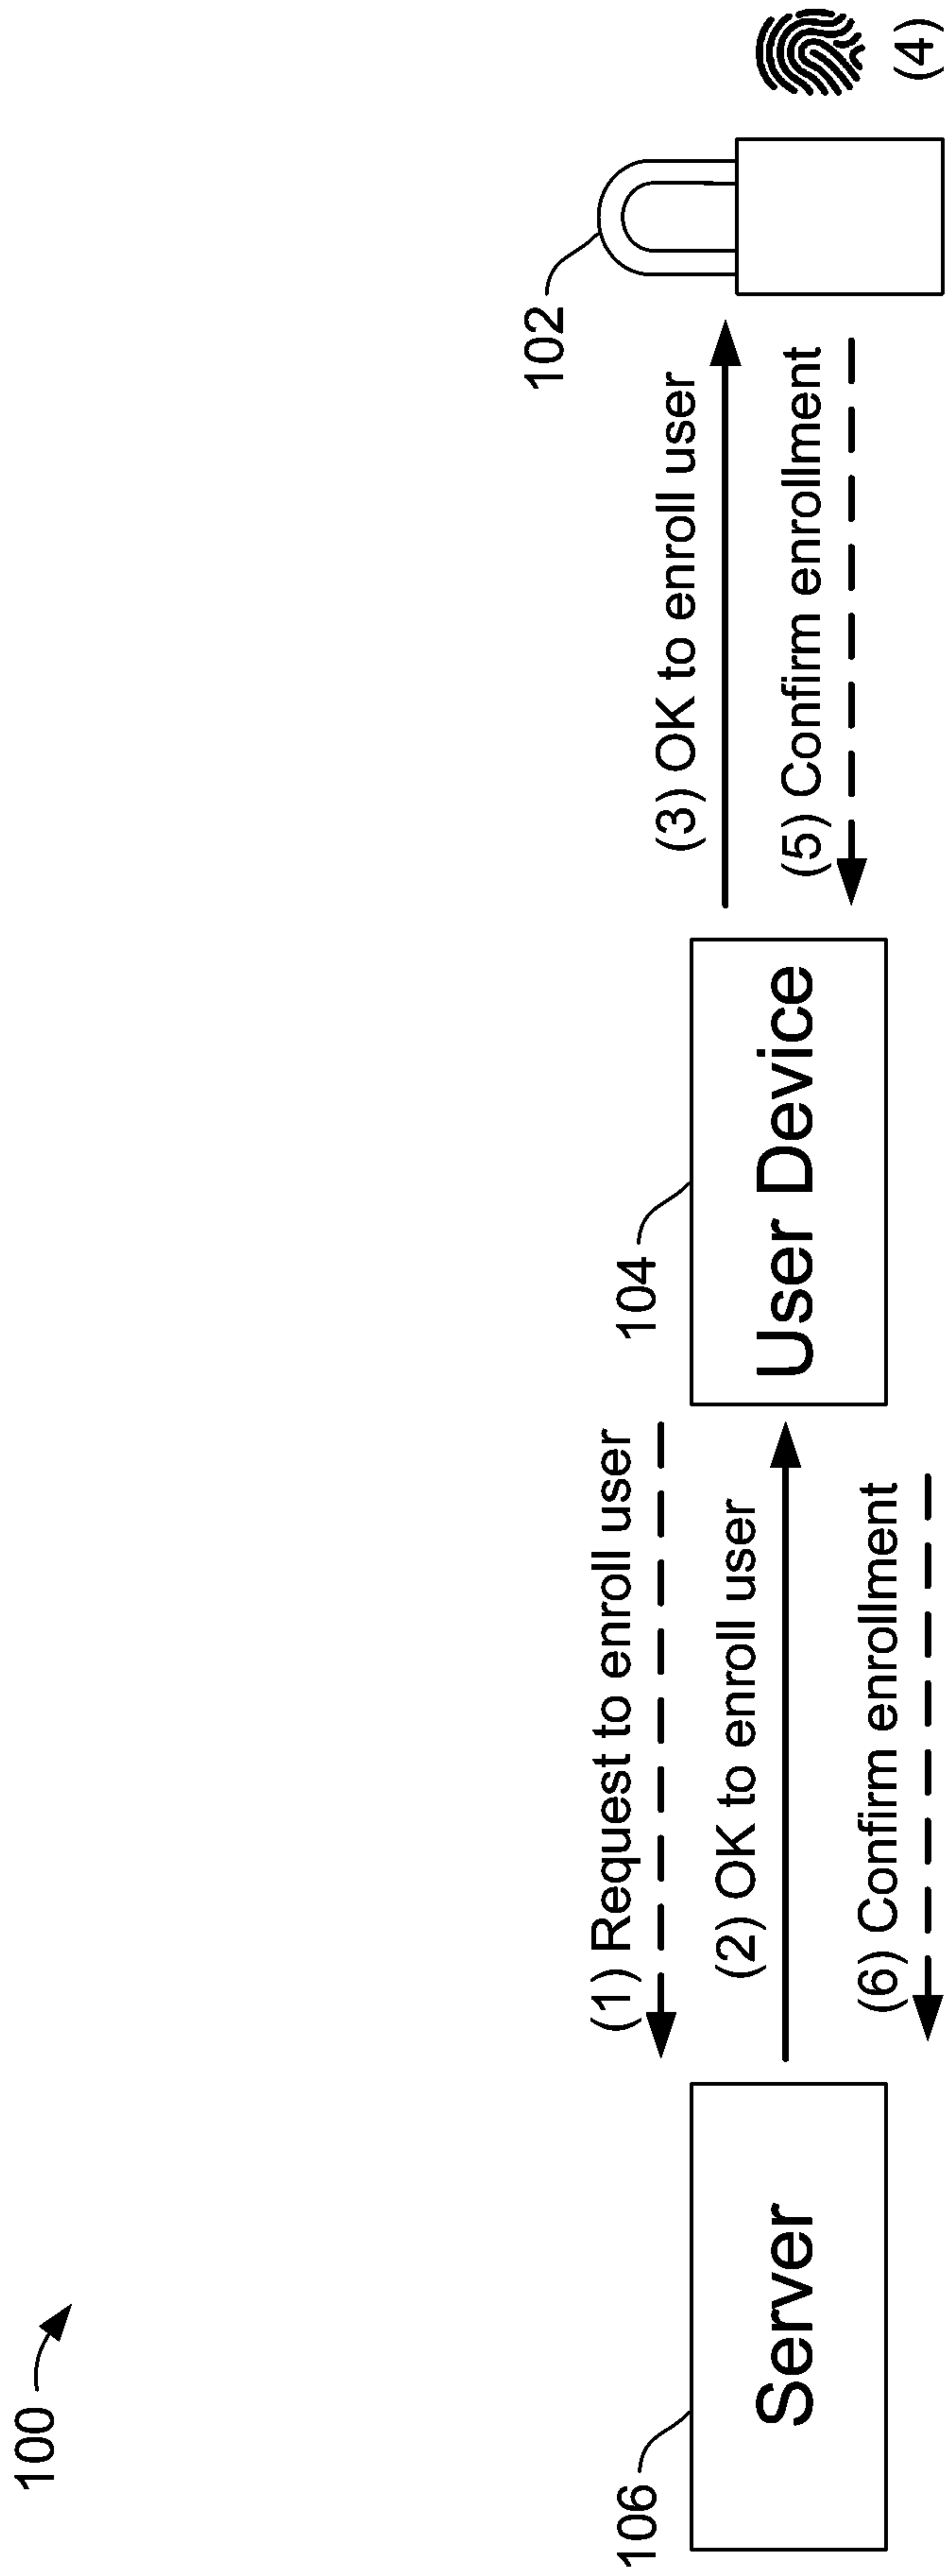 100
102
(3) OK to enroll user
(4)
(5) Confirm enrollment
104
User Device
(1) Request to enroll user
(2) OK to enroll user
(6) Confirm enrollment
106
Server